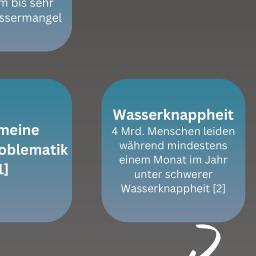 m bis sehr
ssermangel
meine
oblematik
1]
Wasserknappheit
4 Mrd. Menschen leiden
während mindestens
einem Monat im Jahr
unter schwerer
Wasserknappheit [2]